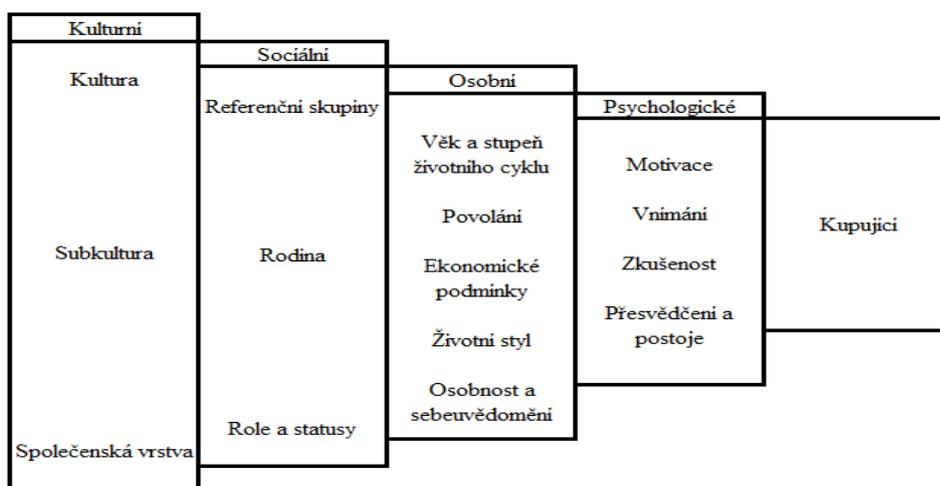 Kulturní
Kultura
Subkultura
Společenská vrstva
Sociální
Referenční skupiny
Rodina
Role a statusy
Osobní
Věk a stupeň
životního cyklu
Povolání
Ekonomické
podmínky
Životní styl
Osobnost a
sebeuvědomění
Psychologické
Motivace
Vnímání
Zkušenost
Přesvědčení a
postoje
Kupující